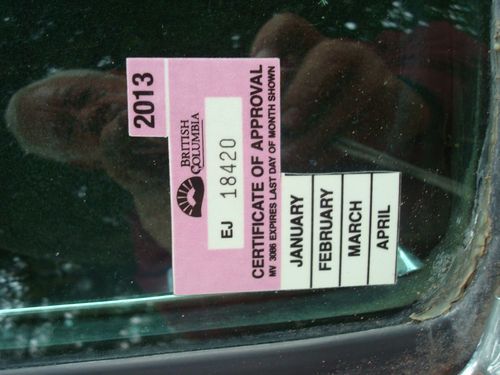 2013
BRITISH
COLUMBIA
EJ 18420
CERTIFICATE OF APPROVAL
MV 3086 EXPIRES LAST DAY OF MONTH SHOWN
JANUARY
FEBRUARY
MARCH
APRIL